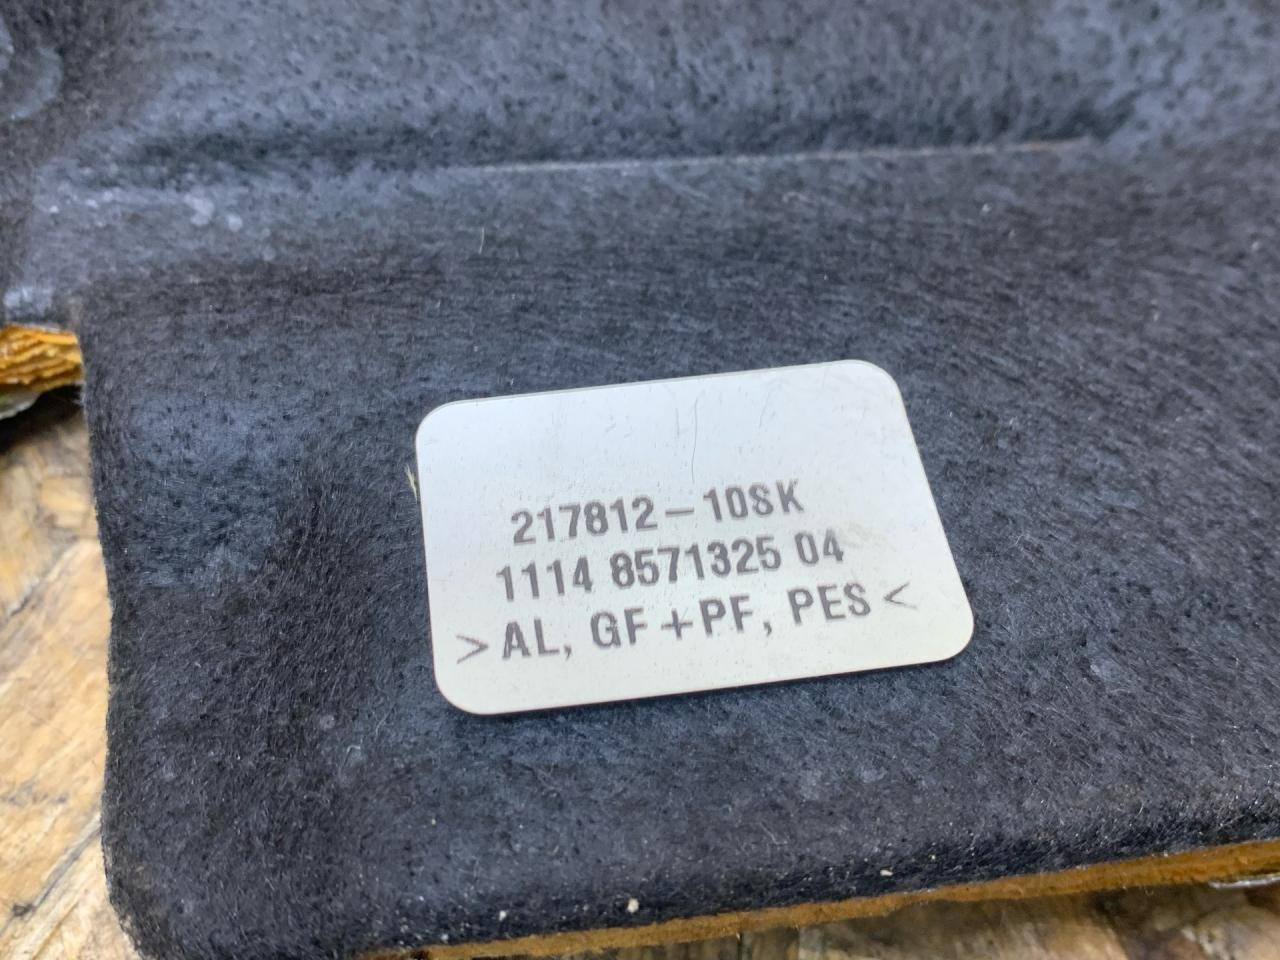 217812-10SK
1114 8571325 04
>AL, GF+PF, PES<